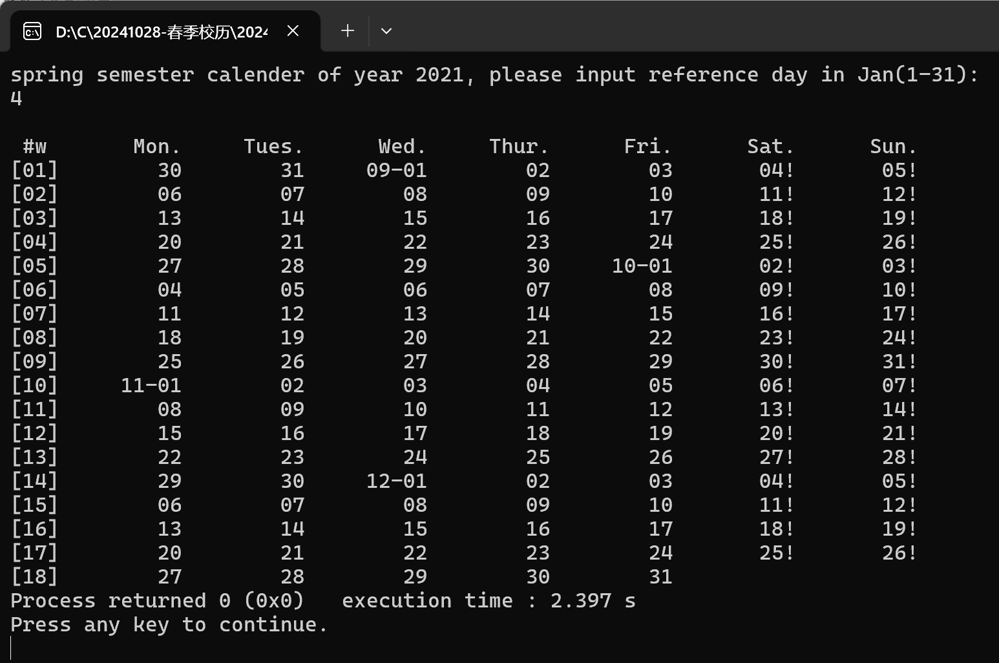 D:\C\20241028-春季校历\2024
spring semester calender of year 2021, please input reference day in Jan(1-31):
4
#w Mon. Tues. Wed. Thur. Fri. Sat. Sun.
[01] 30 31 09-01 02 03 04! 05!
[02] 06 07 08 09 10 11! 12!
[03] 13 14 15 16 17 18! 19!
[04] 20 21 22 23 24 25! 26!
[05] 27 28 29 30 10-01 02! 03!
[06] 04 05 06 07 08 09! 10!
[07] 11 12 13 14 15 16! 17!
[08] 18 19 20 21 22 23! 24!
[09] 25 26 27 28 29 30! 31!
[10] 11-01 02 03 04 05 06! 07!
[11] 08 09 10 11 12 13! 14!
[12] 15 16 17 18 19 20! 21!
[13] 22 23 24 25 26 27! 28!
[14] 29 30 12-01 02 03 04! 05!
[15] 06 07 08 09 10 11! 12!
[16] 13 14 15 16 17 18! 19!
[17] 20 21 22 23 24 25! 26!
[18] 27 28 29 30 31
Process returned 0 (0x0) execution time : 2.397 s
Press any key to continue.